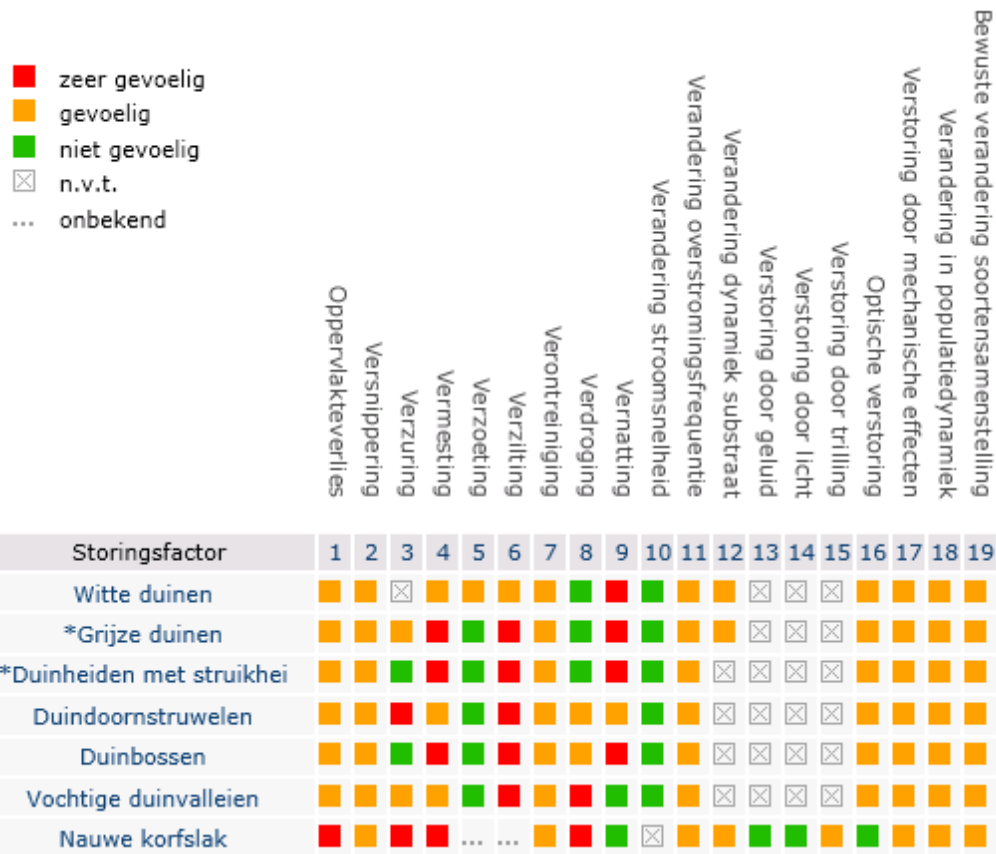 zeer gevoelig
gevoelig
niet gevoelig
n.v.t.
... onbekend
Oppervlakteverlies
Versnippering
Verzuring
Vermesting
Verzoeting
Verzilting
Verontreiniging
Verdroging
Vernatting
Verandering stroomsnelheid
Verandering overstromingsfrequentie
Verandering dynamiek substraat
Verstoring door geluid
Verstoring door licht
Verstoring door trilling
Optische verstoring
Verstoring door mechanische effecten
Verandering in populatiedynamiek
Bewuste verandering soortensamenstelling
Storingsfactor 1 2 3 4 5 6 7 8 9 10 11 12 13 14 15 16 17 18 19
Witte duinen
*Grijze duinen
*Duinheiden met struikhei
Duindoornstruwelen
Duinbossen
Vochtige duinvalleien
Nauwe korfslak ... ...